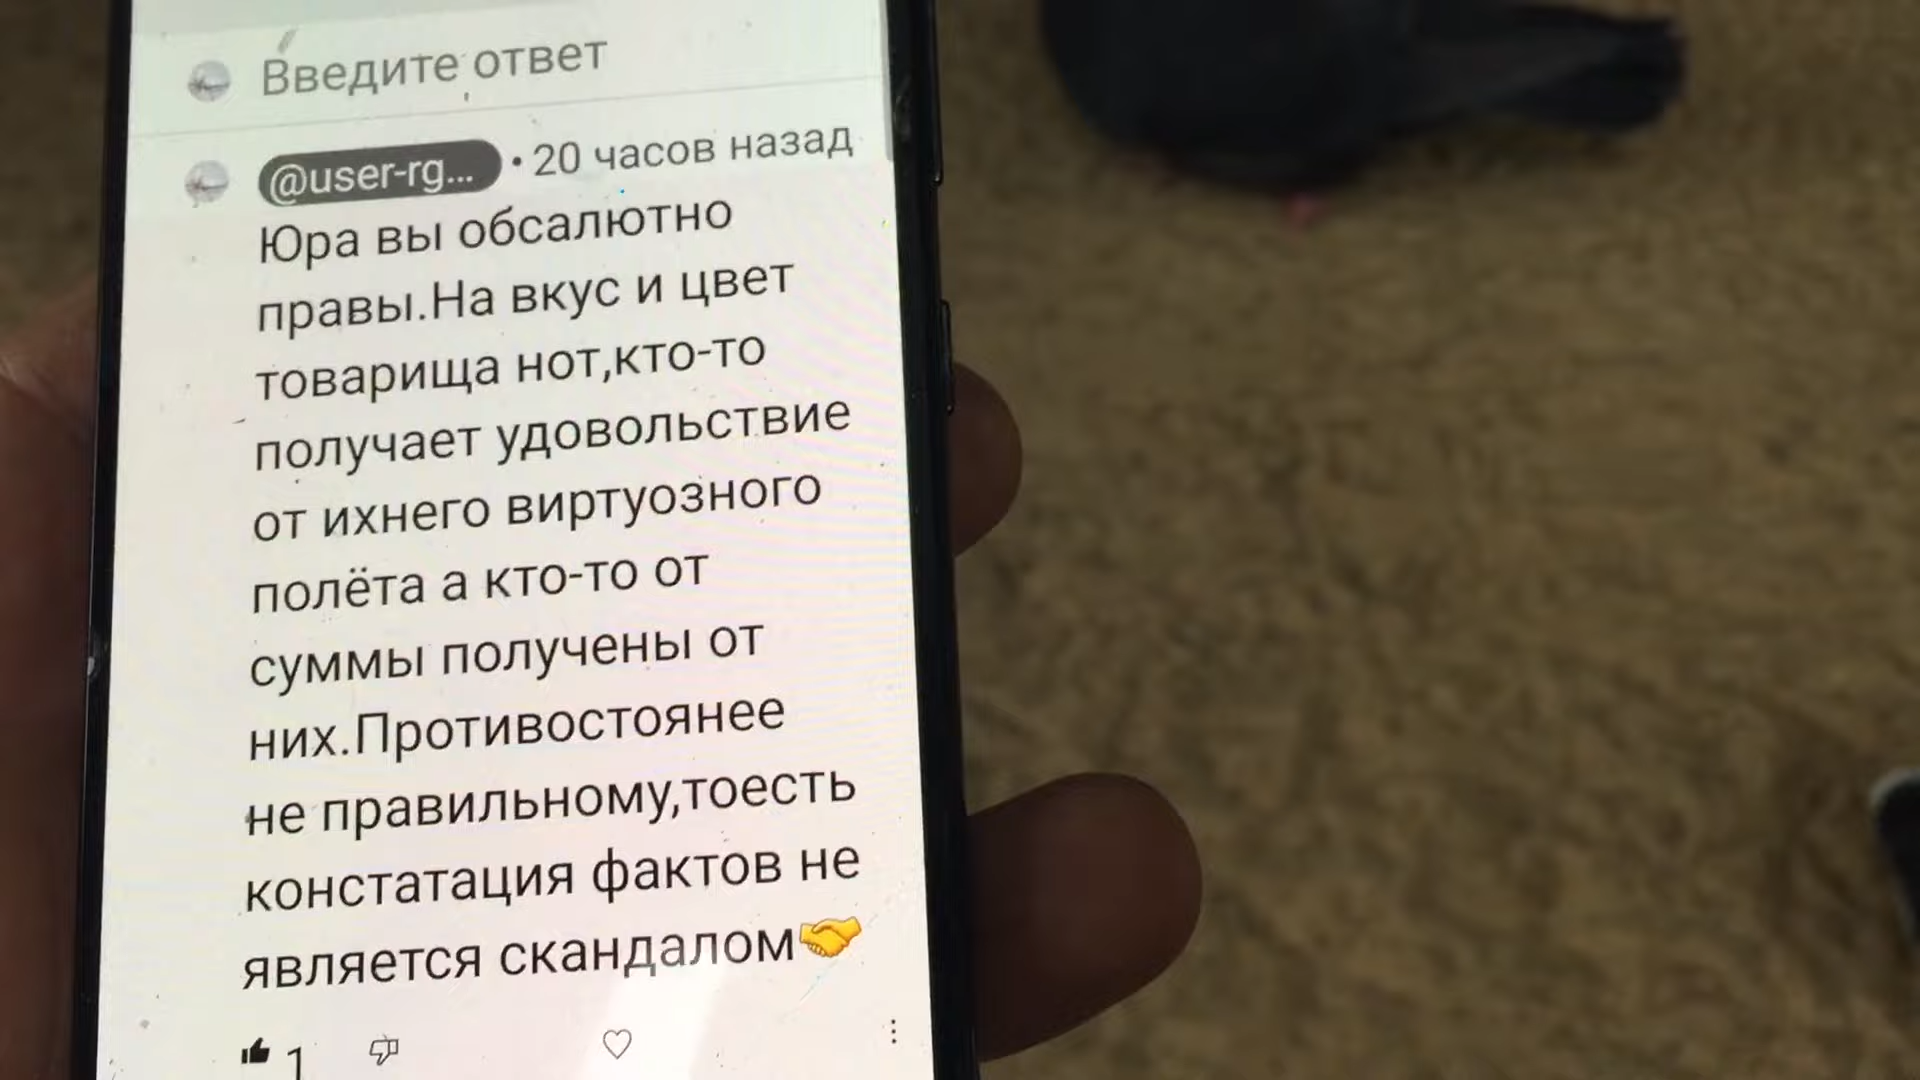 Введите ответ
@user-rg... • 20 часов назад
Юра вы обсалютно
правы.На вкус и цвет
товарища нот,кто-то
получает удовольствие
от ихнего виртуозного
полёта а кто-то от
суммы получены от
них.Противостоянее
не правильному,тоесть
констатация фактов не
является скандалом🤝
1